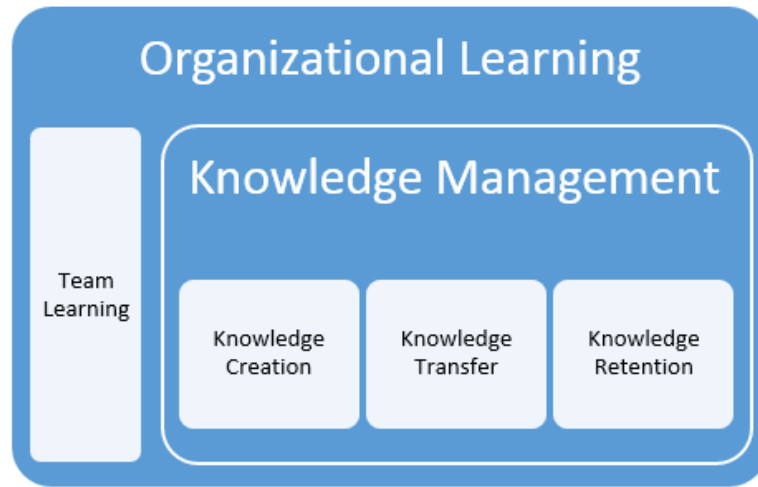 Organizational Learning
Knowledge Management
Team
Learning
Knowledge
Creation
Knowledge
Transfer
Knowledge
Retention